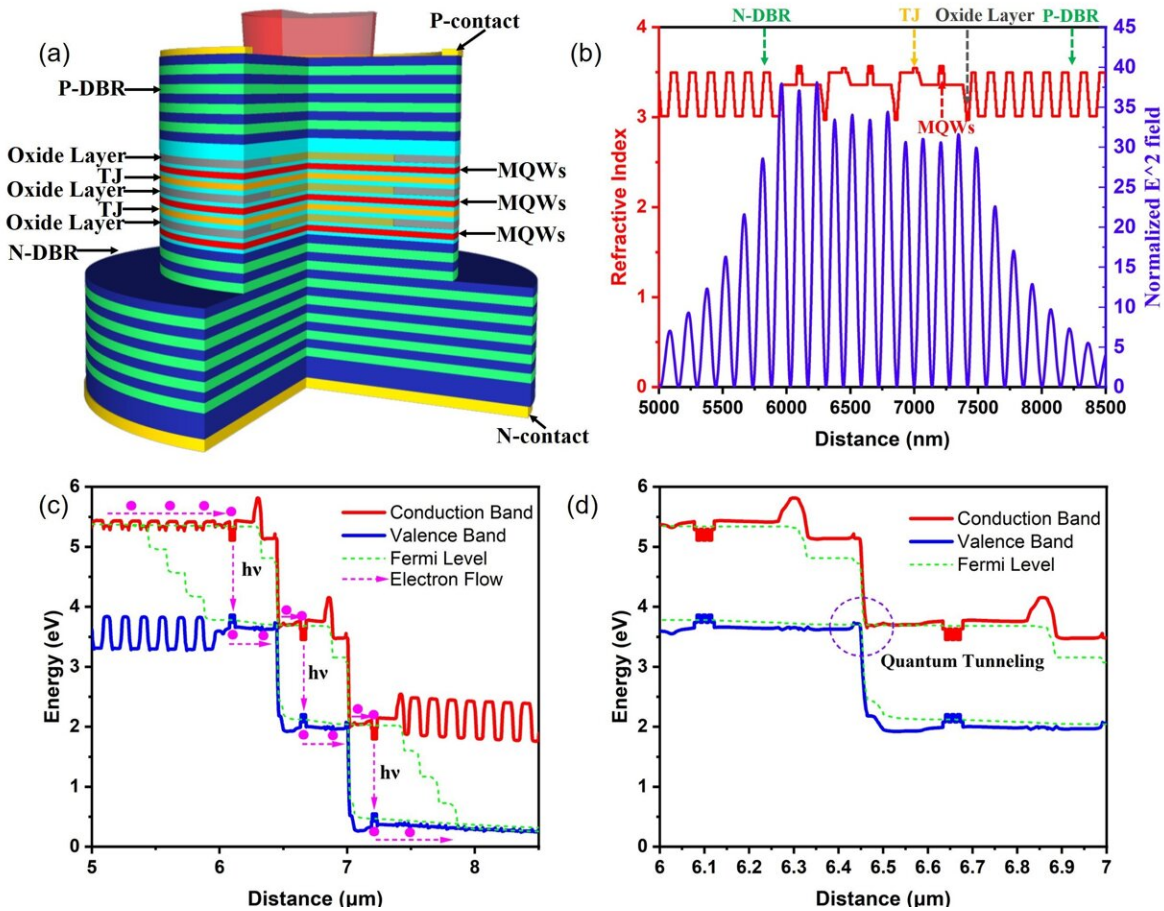 (a)
P-contact
P-DBR
Oxide Layer
TJ
Oxide Layer
TJ
Oxide Layer
N-DBR
MQWs
MQWs
MQWs
N-contact
(b)
N-DBR
TJ
Oxide Layer
P-DBR
MQWs
Refractive Index
4
3
2
1
0
Normalized E^2 field
45
40
35
30
25
20
15
10
5
0
5000 5500 6000 6500 7000 7500 8000 8500
Distance (nm)
(c)
Conduction Band
Valence Band
Fermi Level
Electron Flow
hν
hν
hν
Energy (eV)
6
5
4
3
2
1
0
5 6 7 8
Distance (μm)
(d)
Conduction Band
Valence Band
Fermi Level
Quantum Tunneling
Energy (eV)
6
5
4
3
2
1
0
6 6.1 6.2 6.3 6.4 6.5 6.6 6.7 6.8 6.9 7
Distance (μm)